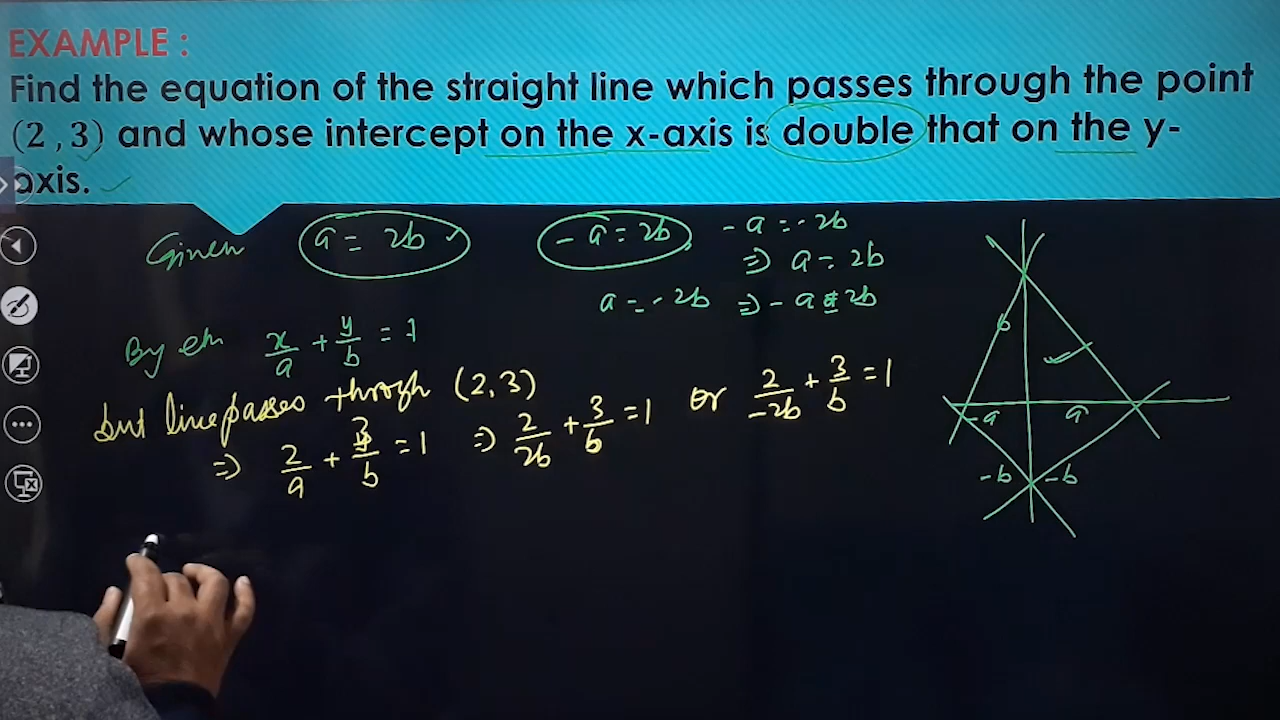 EXAMPLE :
Find the equation of the straight line which passes through the point
(2 ,3) and whose intercept on the x-axis is double that on the y-
axis.
Given a = 2b -a = 2b, -a = -2b
⇒ a = 2b
a = -2b ⇒ -a = 2b
By x/a + y/b = 1
but line passes through (2,3)
⇒ 2/a + 3/b = 1 ⇒ 2/2b + 3/b = 1 or 2/-2b + 3/b = 1
b
-a a
-b -b